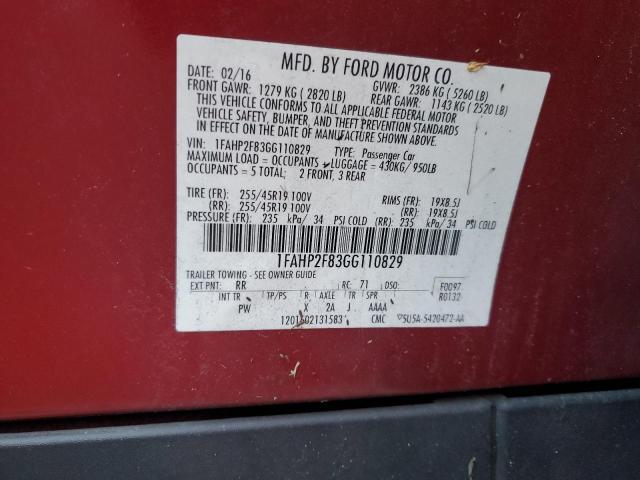 MFD. BY FORD MOTOR CO.
DATE: 02/16 GVWR: 2386 KG ( 5260 LB)
FRONT GAWR: 1279 KG ( 2820 LB) REAR GAWR: 1143 KG ( 2520 LB)
THIS VEHICLE CONFORMS TO ALL APPLICABLE FEDERAL MOTOR
VEHICLE SAFETY, BUMPER, AND THEFT PREVENTION STANDARDS
IN EFFECT ON THE DATE OF MANUFACTURE SHOWN ABOVE.
VIN: 1FAHP2F83GG110829 TYPE: Passenger Car
MAXIMUM LOAD = OCCUPANTS + LUGGAGE = 430KG/ 950LB
OCCUPANTS = 5 TOTAL; 2 FRONT, 3 REAR
TIRE (FR): 255/45R19 100V RIMS (FR): 19X8.5J
(RR): 255/45R19 100V (RR): 19X8.5J
PRESSURE (FR): 235 kPa/ 34 PSI COLD (RR): 235 kPa/ 34 PSI COLD
1FAHP2F83GG110829
TRAILER TOWING - SEE OWNER GUIDE
EXT PNT: RR RC: 71 DSO: F0097
INT TR TP/PS R AXLE TR SPR R0132
PW X 2A J AAAA
CMC 5U5A-5420472-AA